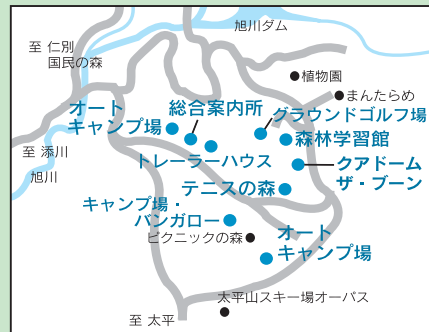 旭川ダム
至 仁別
国民の森
植物園
まんたらめ
オート
キャンプ場
総合案内所
グラウンドゴルフ場
森林学習館
至 添川
旭川
トレーラーハウス
クアドーム
ザ・ブーン
テニスの森
キャンプ場・
バンガロー
ピクニックの森
オート
キャンプ場
太平山スキー場オーパス
至 太平